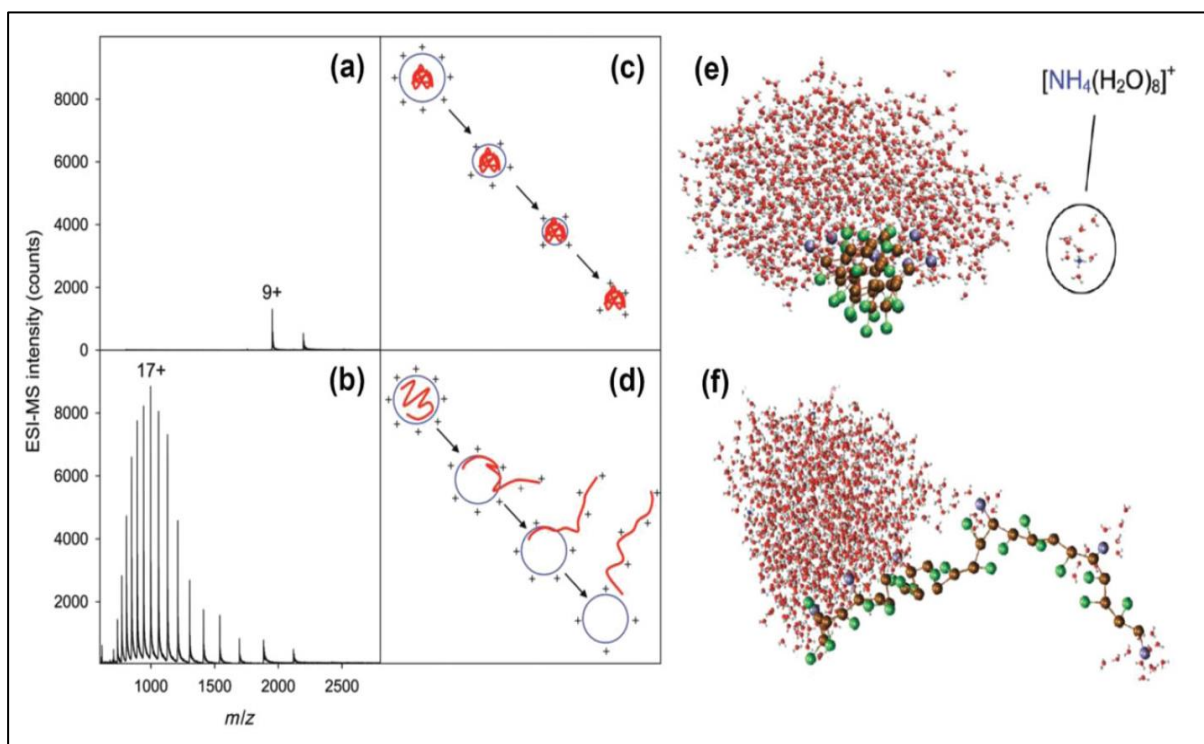 (a)
(c)
(e)
[NH₄(H₂O)₈]⁺
8000
6000
4000
2000
0
9+
(b)
(d)
(f)
17+
8000
6000
4000
2000
ESI-MS intensity (counts)
1000 1500 2000 2500
m/z